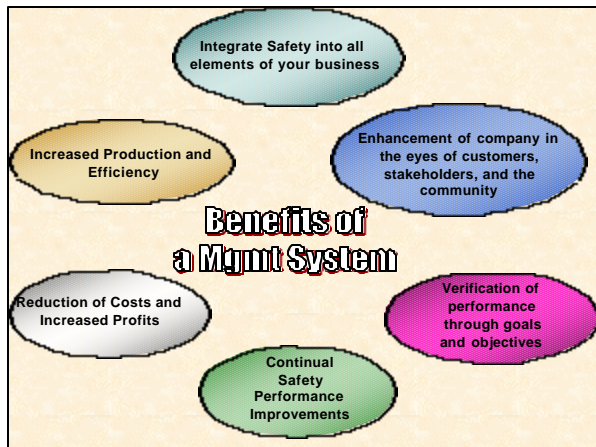 Integrate Safety into all
elements of your business
Increased Production and
Efficiency
Enhancement of company in
the eyes of customers,
stakeholders, and the
community
Benefits of
a Mgmt System
Reduction of Costs and
Increased Profits
Verification of
performance
through goals
and objectives
Continual
Safety
Performance
Improvements